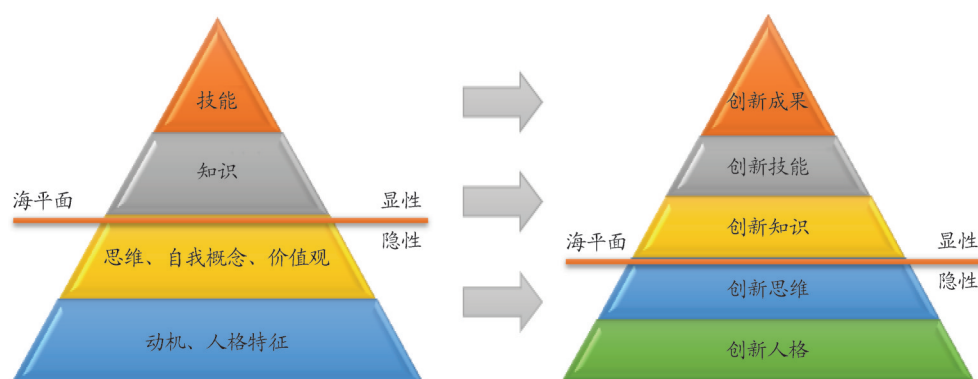 技能
知识
海平面
显性
隐性
思维、自我概念、价值观
动机、人格特征
创新成果
创新技能
创新知识
海平面
显性
隐性
创新思维
创新人格